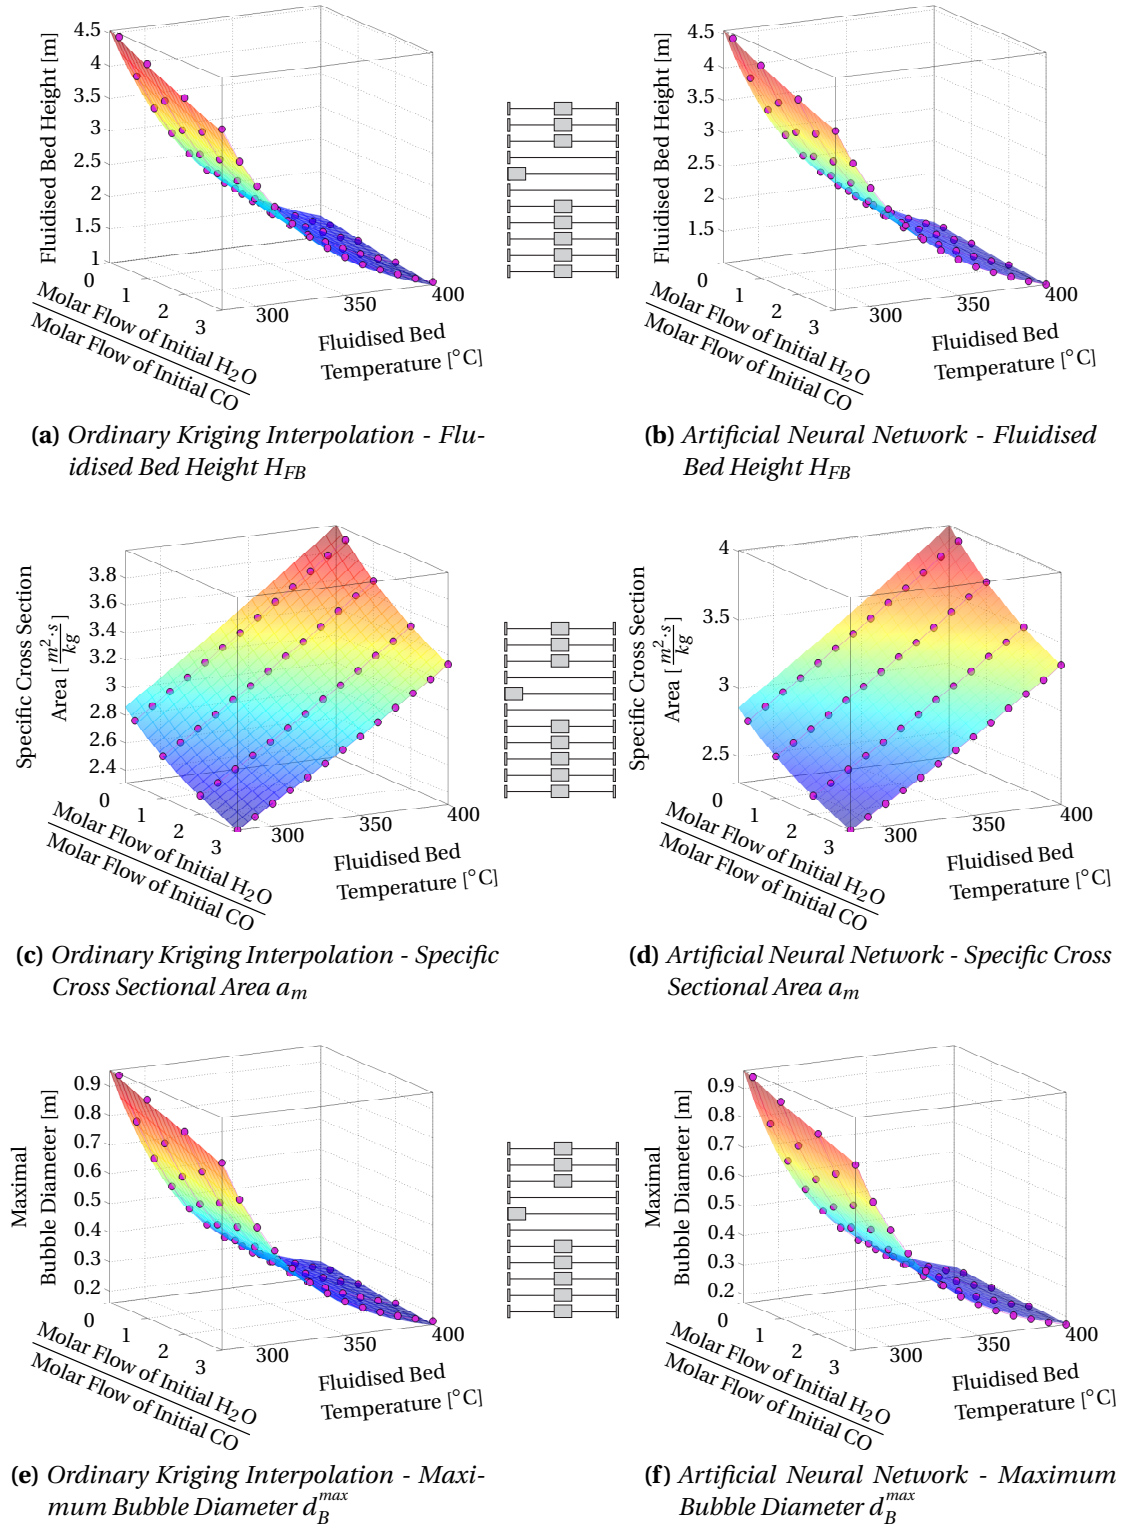 4.5
4
3.5
3
2.5
2
1.5
1
Fluidised Bed Height [m]
0
1
2
3
300
350
400
Molar Flow of Initial H₂O
Molar Flow of Initial CO
Fluidised Bed
Temperature [°C]
(a) Ordinary Kriging Interpolation - Flu-
idised Bed Height H_FB
4.5
4
3.5
3
2.5
2
1.5
Fluidised Bed Height [m]
0
1
2
3
300
350
400
Molar Flow of Initial H₂O
Molar Flow of Initial CO
Fluidised Bed
Temperature [°C]
(b) Artificial Neural Network - Fluidised
Bed Height H_FB
3.8
3.6
3.4
3.2
3
2.8
2.6
2.4
Specific Cross Section
Area [m²·s/kg]
0
1
2
3
300
350
400
Molar Flow of Initial H₂O
Molar Flow of Initial CO
Fluidised Bed
Temperature [°C]
(c) Ordinary Kriging Interpolation - Specific
Cross Sectional Area a_m
4
3.5
3
2.5
Specific Cross Section
Area [m²·s/kg]
0
1
2
3
300
350
400
Molar Flow of Initial H₂O
Molar Flow of Initial CO
Fluidised Bed
Temperature [°C]
(d) Artificial Neural Network - Specific Cross
Sectional Area a_m
0.9
0.8
0.7
0.6
0.5
0.4
0.3
0.2
Maximal
Bubble Diameter [m]
0
1
2
3
300
350
400
Molar Flow of Initial H₂O
Molar Flow of Initial CO
Fluidised Bed
Temperature [°C]
(e) Ordinary Kriging Interpolation - Maxi-
mum Bubble Diameter d_B^max
0.9
0.8
0.7
0.6
0.5
0.4
0.3
0.2
Maximal
Bubble Diameter [m]
0
1
2
3
300
350
400
Molar Flow of Initial H₂O
Molar Flow of Initial CO
Fluidised Bed
Temperature [°C]
(f) Artificial Neural Network - Maximum
Bubble Diameter d_B^max